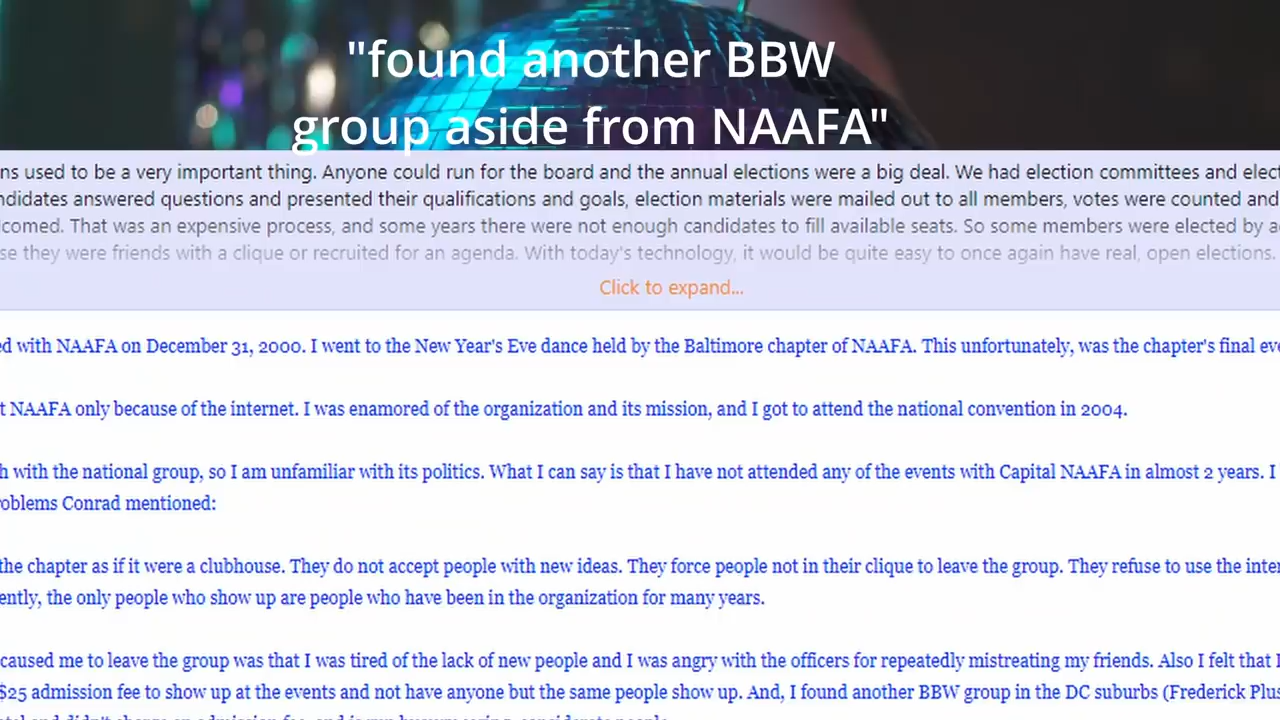 "found another BBW
group aside from NAAFA"
ns used to be a very important thing. Anyone could run for the board and the annual elections were a big deal. We had election committees and elect
ndidates answered questions and presented their qualifications and goals, election materials were mailed out to all members, votes were counted and
lcomed. That was an expensive process, and some years there were not enough candidates to fill available seats. So some members were elected by a
se they were friends with a clique or recruited for an agenda. With today's technology, it would be quite easy to once again have real, open elections.
Click to expand...
ed with NAAFA on December 31, 2000. I went to the New Year's Eve dance held by the Baltimore chapter of NAAFA. This unfortunately, was the chapter's final eve
t NAAFA only because of the internet. I was enamored of the organization and its mission, and I got to attend the national convention in 2004.
h with the national group, so I am unfamiliar with its politics. What I can say is that I have not attended any of the events with Capital NAAFA in almost 2 years. I
roblems Conrad mentioned:
the chapter as if it were a clubhouse. They do not accept people with new ideas. They force people not in their clique to leave the group. They refuse to use the inter
ently, the only people who show up are people who have been in the organization for many years.
caused me to leave the group was that I was tired of the lack of new people and I was angry with the officers for repeatedly mistreating my friends. Also I felt that I
$25 admission fee to show up at the events and not have anyone but the same people show up. And, I found another BBW group in the DC suburbs (Frederick Plus